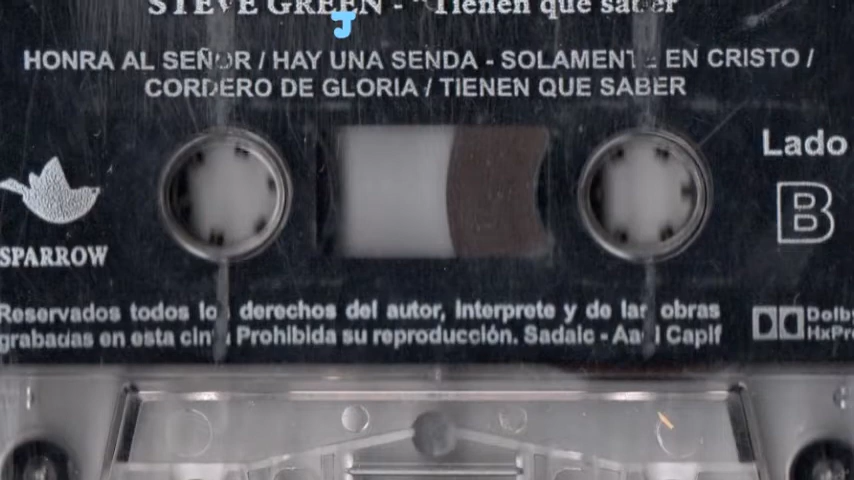 STEVE GREEN - "Tienen que saber
J
HONRA AL SEÑOR / HAY UNA SENDA - SOLAMENTE EN CRISTO /
CORDERO DE GLORIA / TIENEN QUE SABER
Lado
B
SPARROW
Reservados todos los derechos del autor, interprete y de las obras
grabadas en esta cinta Prohibida su reproducción. Sadaic - Aadi Capif
Dolby
HxPro